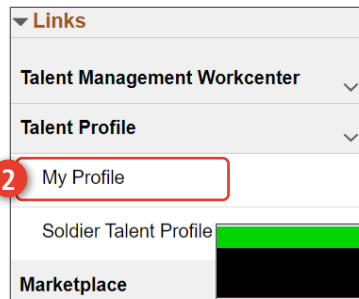 Links
Talent Management Workcenter
Talent Profile
2 My Profile
Soldier Talent Profile
Marketplace